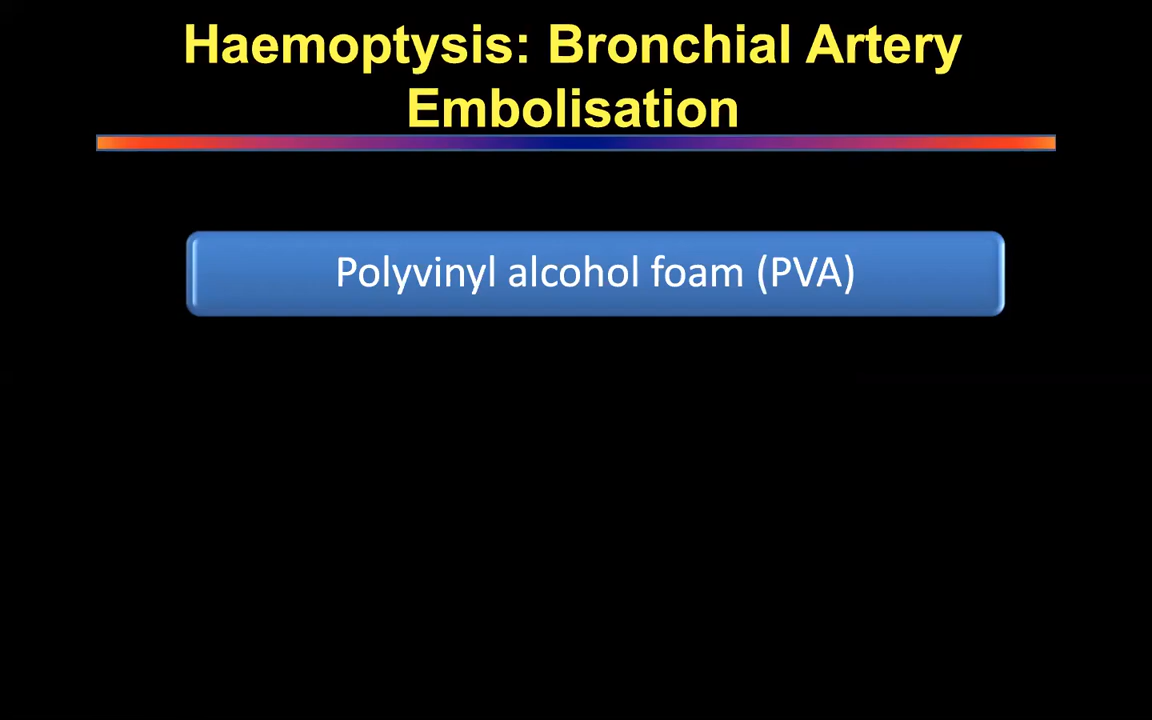 Haemoptysis: Bronchial Artery
Embolisation
Polyvinyl alcohol foam (PVA)